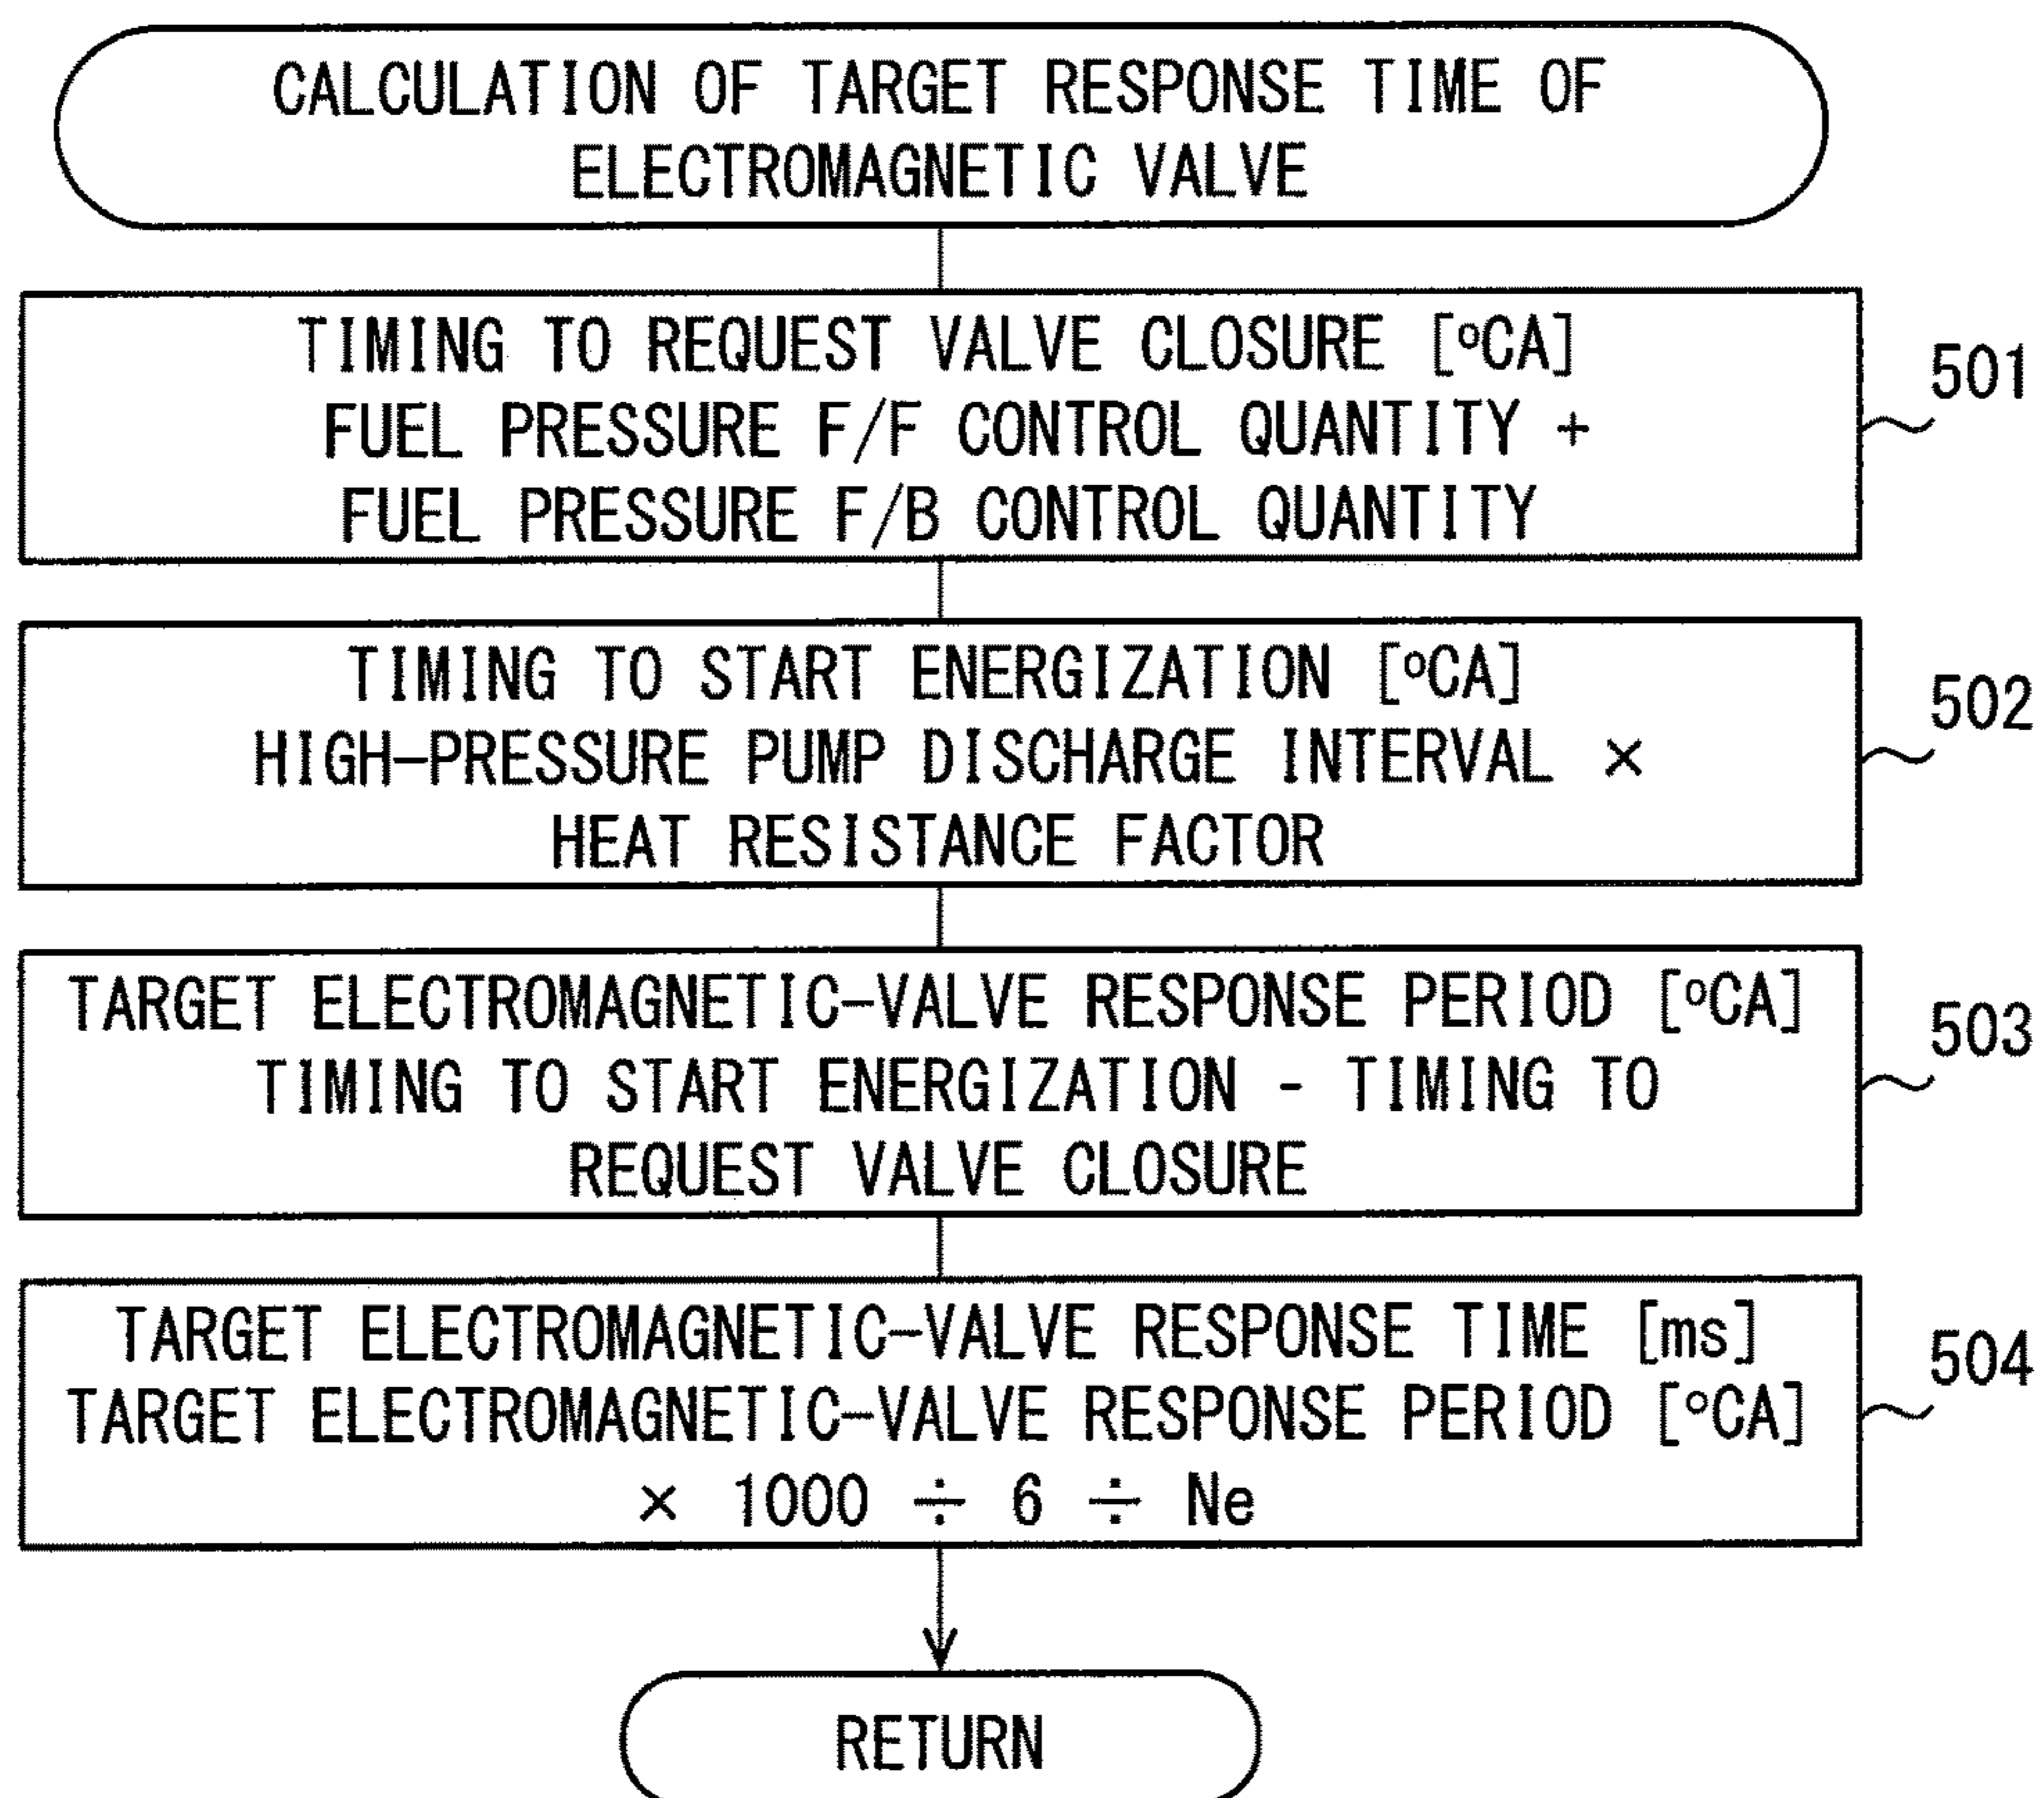 CALCULATION OF TARGET RESPONSE TIME OF
ELECTROMAGNETIC VALVE
TIMING TO REQUEST VALVE CLOSURE [°CA]
FUEL PRESSURE F/F CONTROL QUANTITY +
FUEL PRESSURE F/B CONTROL QUANTITY
501
TIMING TO START ENERGIZATION [°CA]
HIGH-PRESSURE PUMP DISCHARGE INTERVAL ×
HEAT RESISTANCE FACTOR
502
TARGET ELECTROMAGNETIC-VALVE RESPONSE PERIOD [°CA]
TIMING TO START ENERGIZATION - TIMING TO
REQUEST VALVE CLOSURE
503
TARGET ELECTROMAGNETIC-VALVE RESPONSE TIME [ms]
TARGET ELECTROMAGNETIC-VALVE RESPONSE PERIOD [°CA]
× 1000 ÷ 6 ÷ Ne
504
RETURN